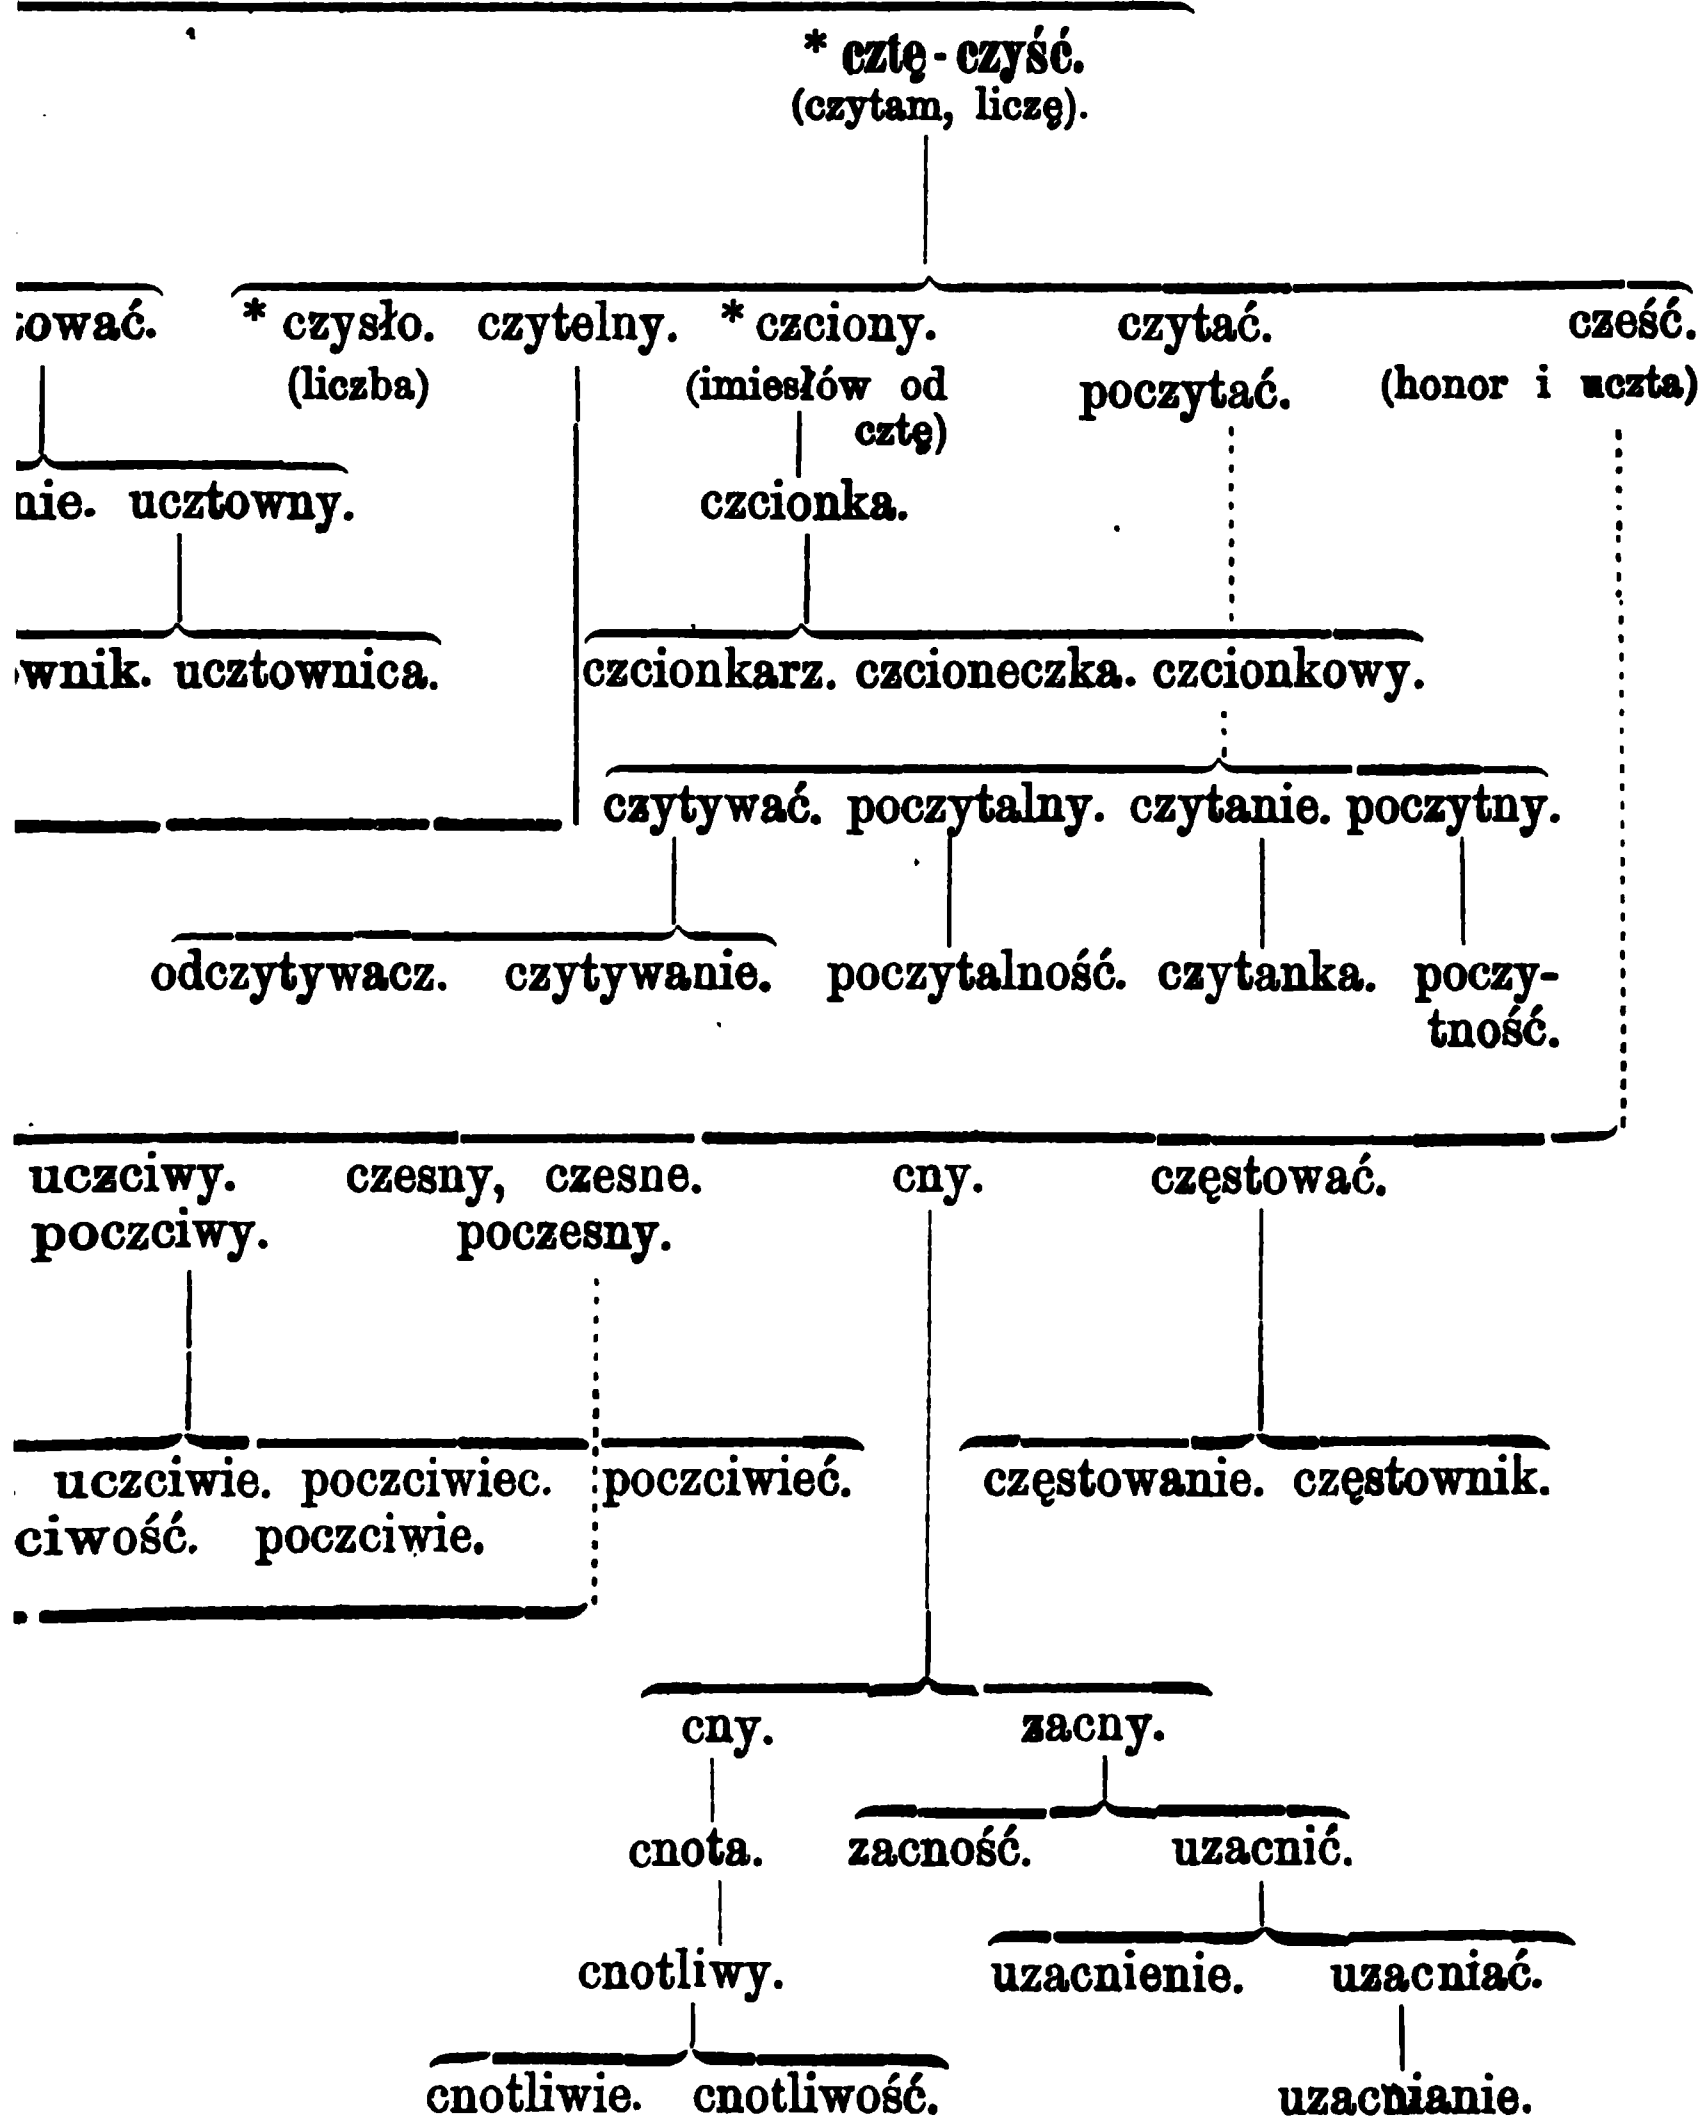 * cztę - czyść.
(czytam, liczę).
* czysło. czytelny. * czciony. czytać. cześć.
(liczba) (imiesłów od poczytać. (honor i uczta)
cztę)
ucztowny. czcionka.
ucztownica. czcionkarz. czcioneczka. czcionkowy.
czytywać. poczytalny. czytanie. poczytny.
odczytywacz. czytywanie. poczytalność. czytanka. poczy-
tność.
uczciwy. czesny, czesne. cny. częstować.
poczciwy. poczesny.
uczciwie. poczciwiec. poczciwieć. częstowanie. częstownik.
ciwość. poczciwie.
cny. zacny.
cnota. zacność. uzacnić.
cnotliwy. uzacnienie. uzacniać.
cnotliwie. cnotliwość. uzacnianie.